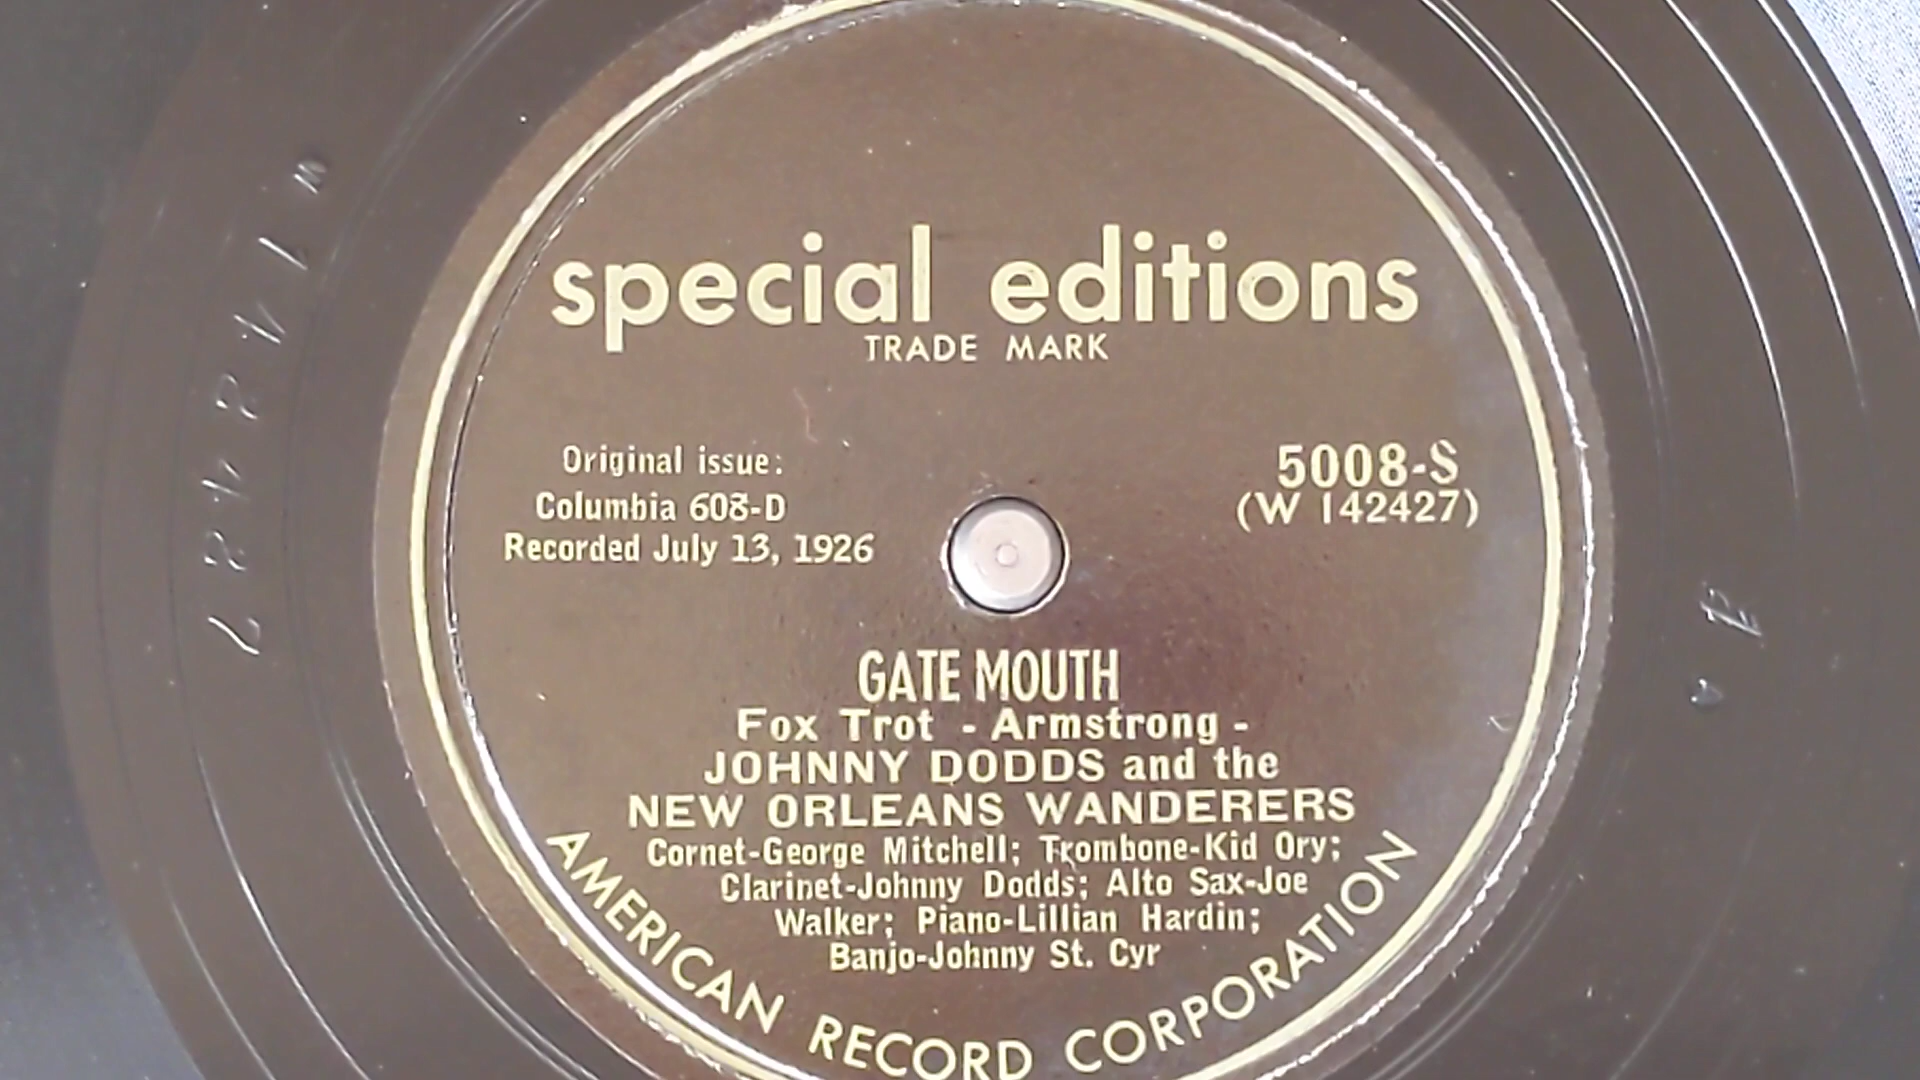 special editions
TRADE MARK
Original issue:
Columbia 608-D
Recorded July 13, 1926
5008-S
(W 142427)
GATE MOUTH
Fox Trot - Armstrong -
JOHNNY DODDS and the
NEW ORLEANS WANDERERS
Cornet-George Mitchell; Trombone-Kid Ory;
Clarinet-Johnny Dodds; Alto Sax-Joe
Walker; Piano-Lillian Hardin;
Banjo-Johnny St. Cyr
AMERICAN RECORD CORPORATION
W 142427